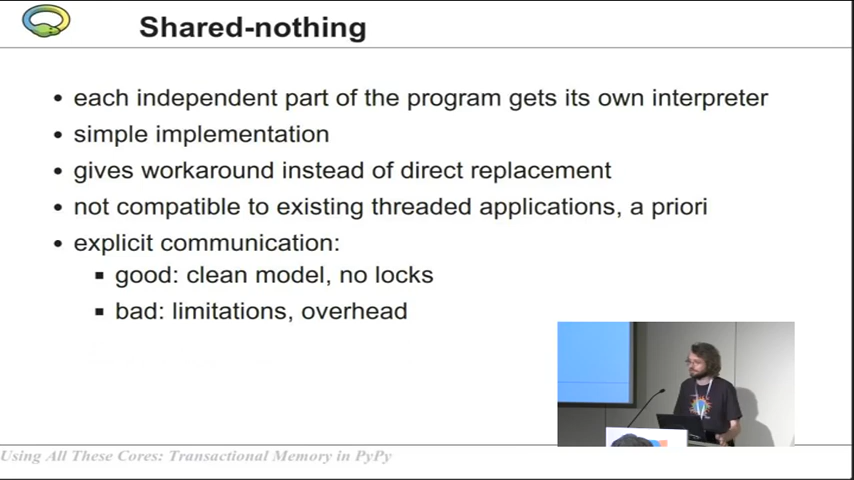 Shared-nothing
• each independent part of the program gets its own interpreter
• simple implementation
• gives workaround instead of direct replacement
• not compatible to existing threaded applications, a priori
• explicit communication:
▪ good: clean model, no locks
▪ bad: limitations, overhead
Using All These Cores: Transactional Memory in PyPy